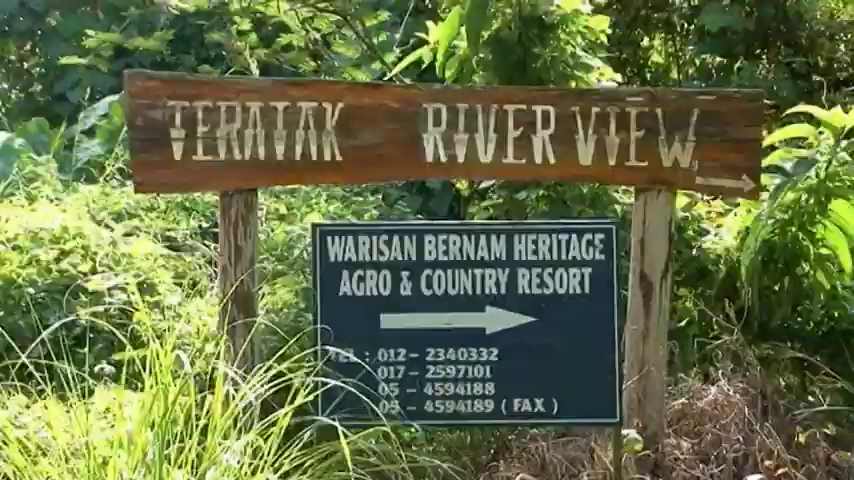 TERATAK RIVER VIEW
WARISAN BERNAM HERITAGE
AGRO & COUNTRY RESORT
TEL : 012 - 2340332
017 - 2597101
05 - 4594188
05 - 4594189 ( FAX )